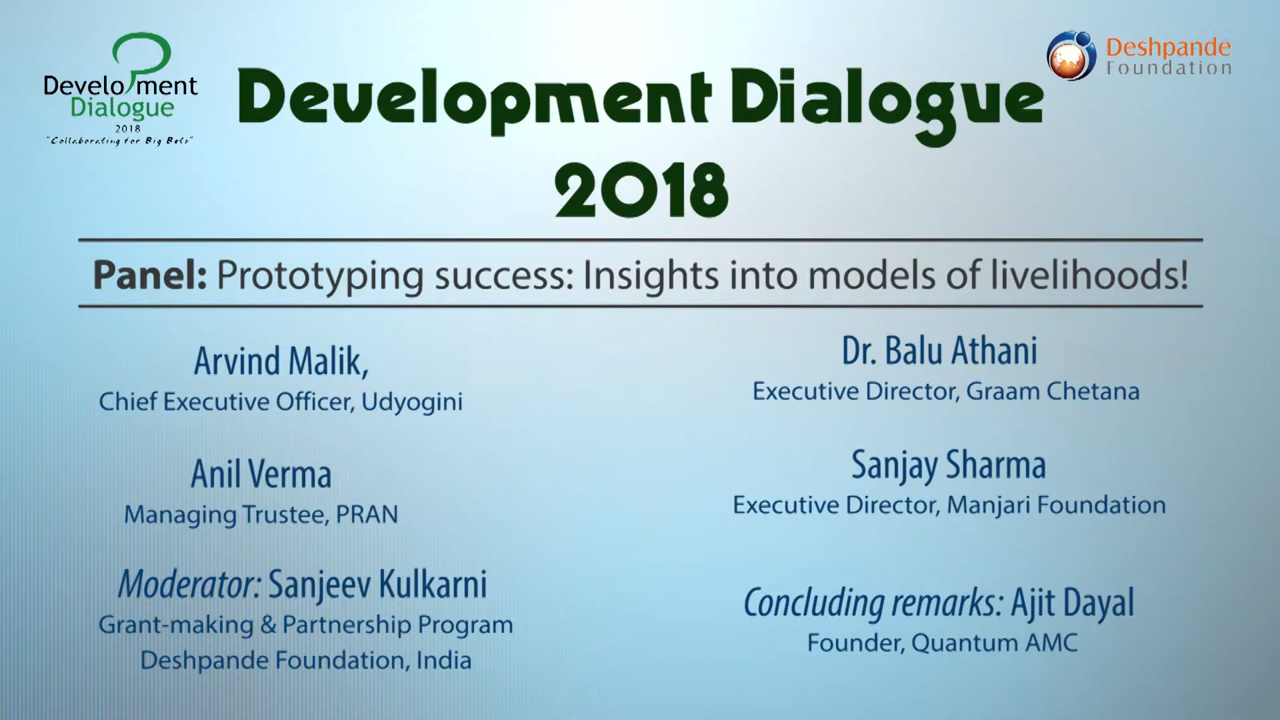 Development
Dialogue
2018
"Collaborating for Big Bets"
Deshpande
Foundation
Development Dialogue
2018
Panel: Prototyping success: Insights into models of livelihoods!
Arvind Malik,
Chief Executive Officer, Udyogini
Anil Verma
Managing Trustee, PRAN
Moderator: Sanjeev Kulkarni
Grant-making & Partnership Program
Deshpande Foundation, India
Dr. Balu Athani
Executive Director, Graam Chetana
Sanjay Sharma
Executive Director, Manjari Foundation
Concluding remarks: Ajit Dayal
Founder, Quantum AMC